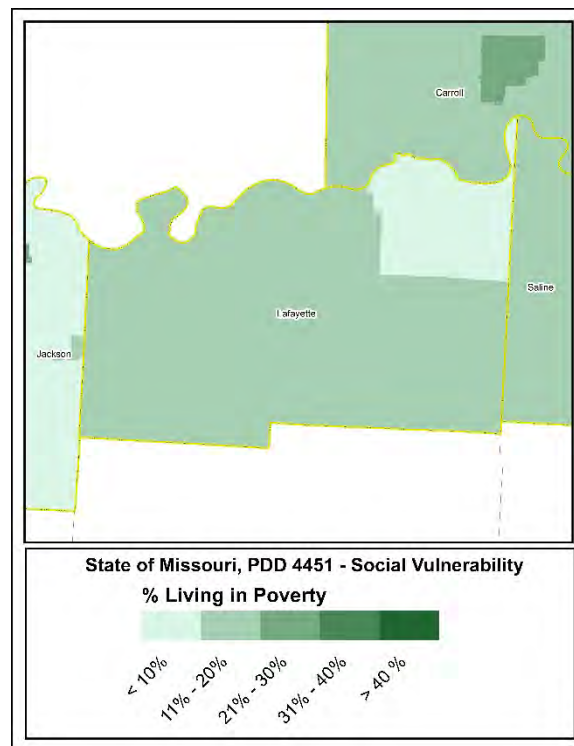 Carroll
Saline
Lafayette
Jackson
State of Missouri, PDD 4451 - Social Vulnerability
% Living in Poverty
< 10%
11% - 20%
21% - 30%
31% - 40%
> 40 %